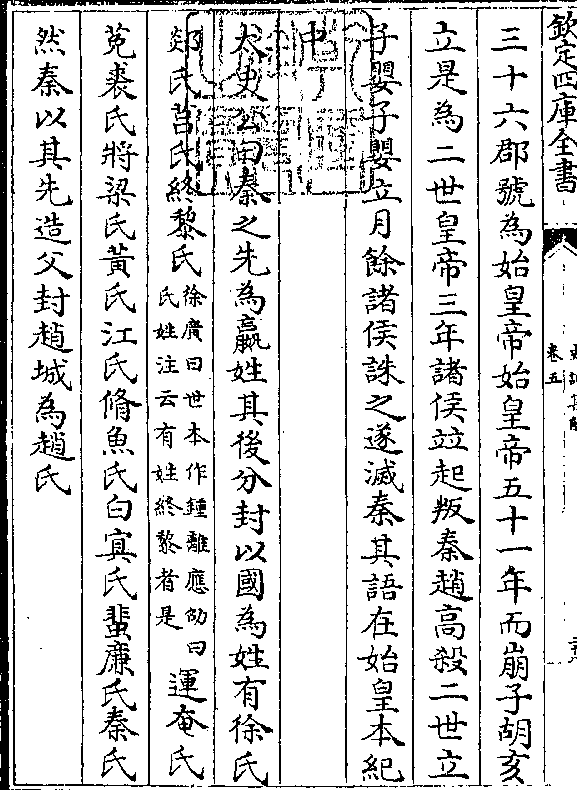 欽定四庫全書
卷五
三十六郡號為始皇帝始皇帝五十一年而崩子胡亥
立是為二世皇帝三年諸侯竝起叛秦趙高殺二世立
子嬰子嬰立月餘諸侯誅之遂滅秦其語在始皇本紀
中
太史公曰秦之先為嬴姓其後分封以國為姓有徐氏
郯氏莒氏終黎氏徐廣曰世本作鍾離應劭曰氏姓注云有姓終黎者是運奄氏
菟裘氏將梁氏黃氏江氏脩魚氏白冥氏蜚廉氏秦氏
然秦以其先造父封趙城為趙氏